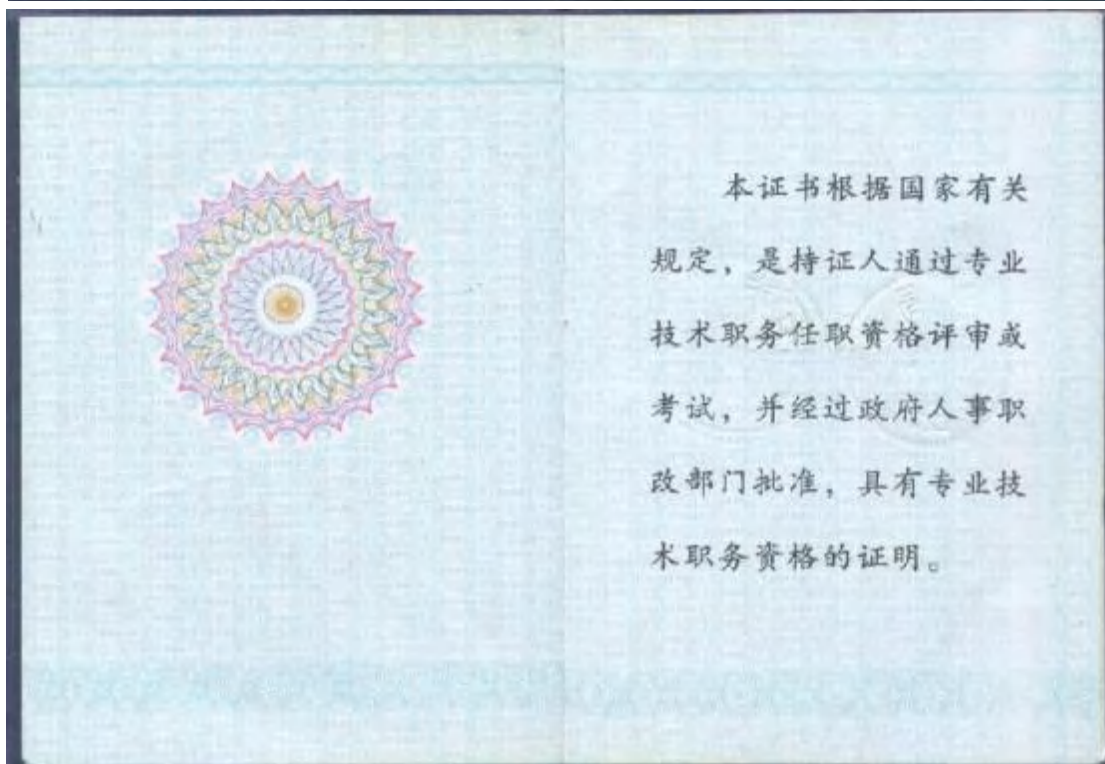 本证书根据国家有关
规定，是持证人通过专业
技术职务任职资格评审或
考试，并经过政府人事职
改部门批准，具有专业技
术职务资格的证明。